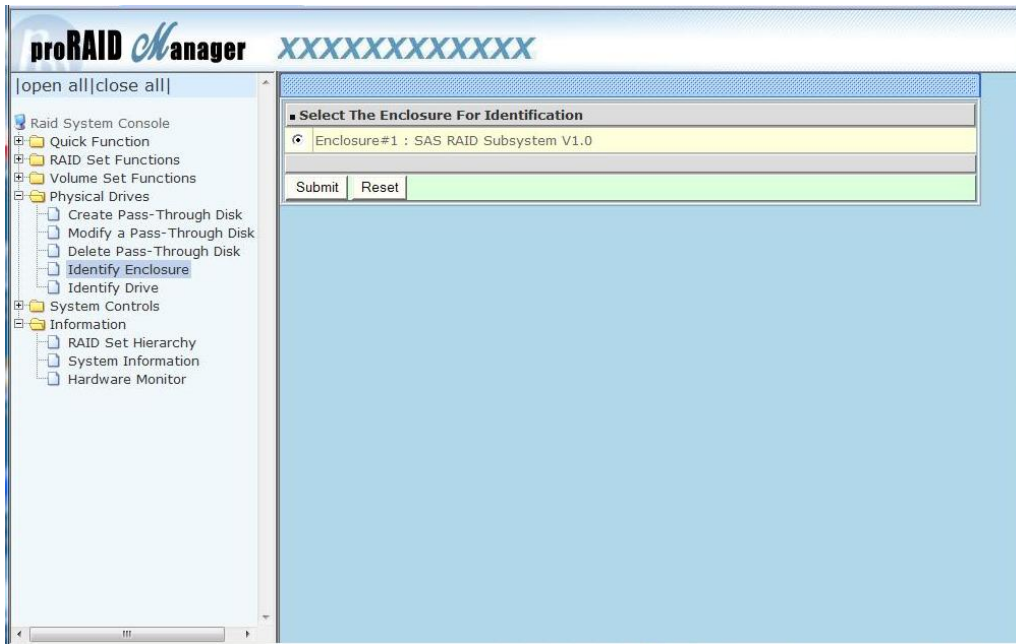 proRAID Manager XXXXXXXXXXXX
|open all|close all|
Raid System Console
Quick Function
RAID Set Functions
Volume Set Functions
Physical Drives
Create Pass-Through Disk
Modify a Pass-Through Disk
Delete Pass-Through Disk
Identify Enclosure
Identify Drive
System Controls
Information
RAID Set Hierarchy
System Information
Hardware Monitor
Select The Enclosure For Identification
Enclosure#1 : SAS RAID Subsystem V1.0
Submit Reset